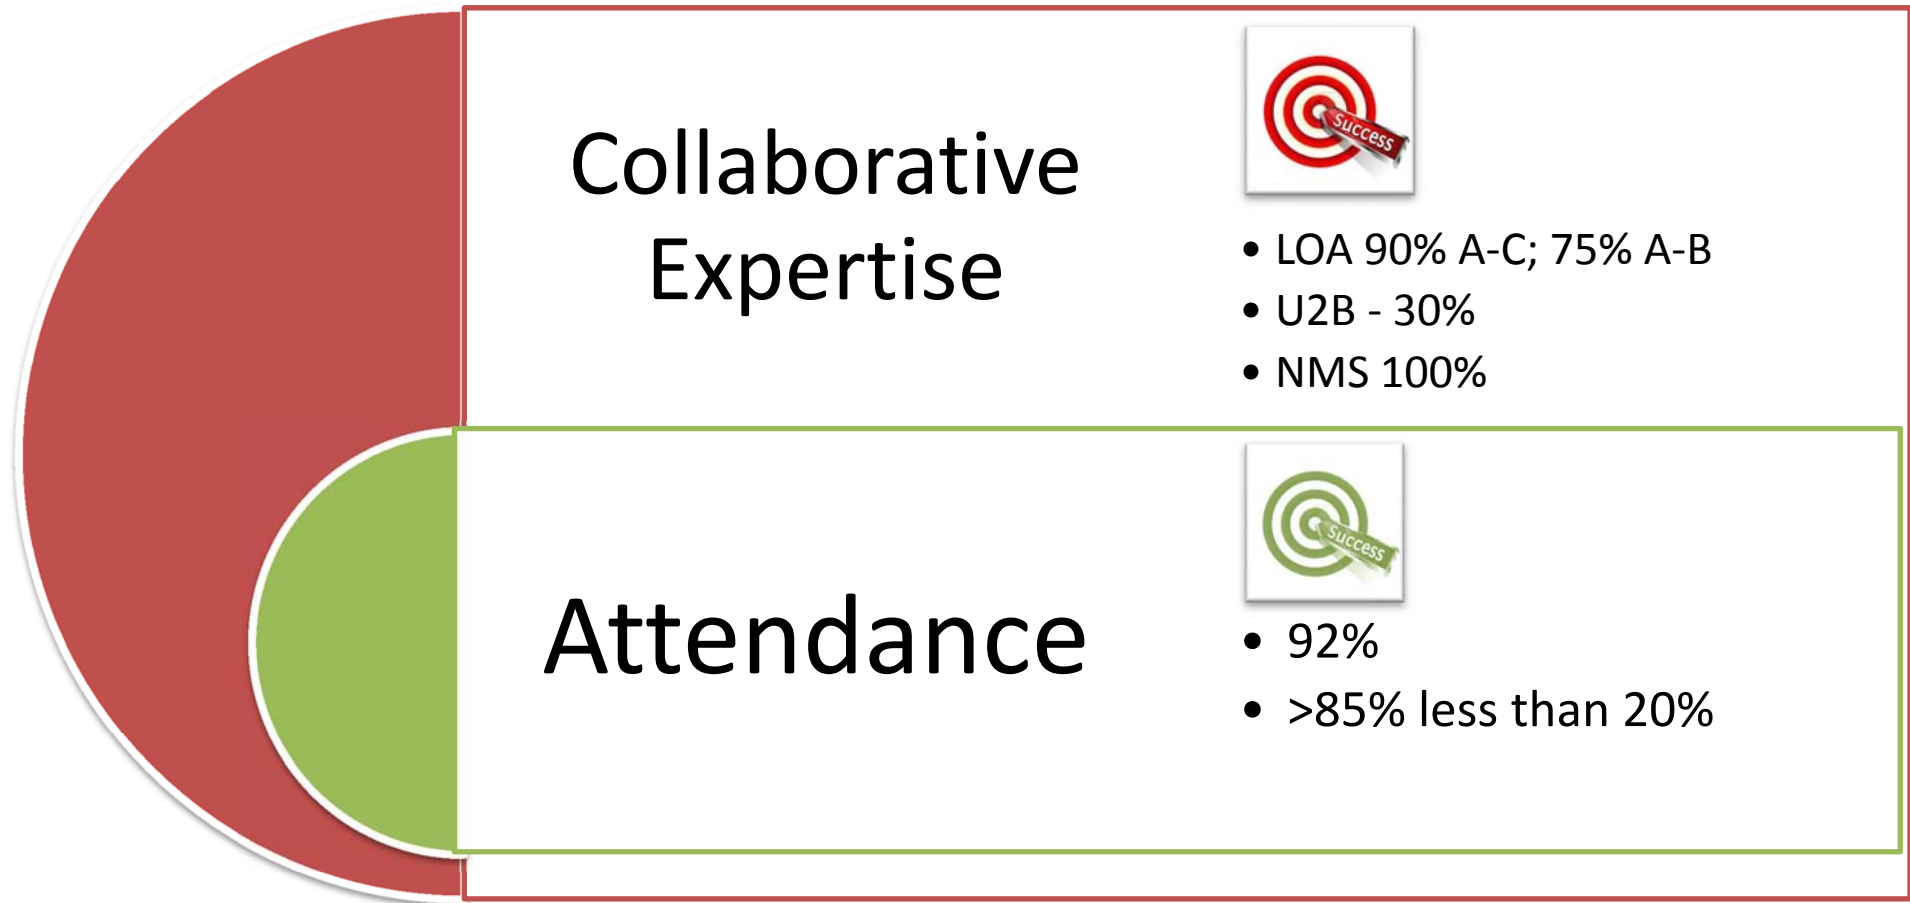 Collaborative
Expertise
Success
• LOA 90% A-C; 75% A-B
• U2B - 30%
• NMS 100%
Attendance
Success
• 92%
• >85% less than 20%